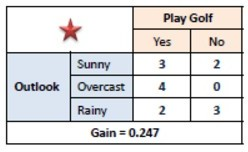 Play Golf
Yes No
Outlook Sunny 3 2
Overcast 4 0
Rainy 2 3
Gain = 0.247